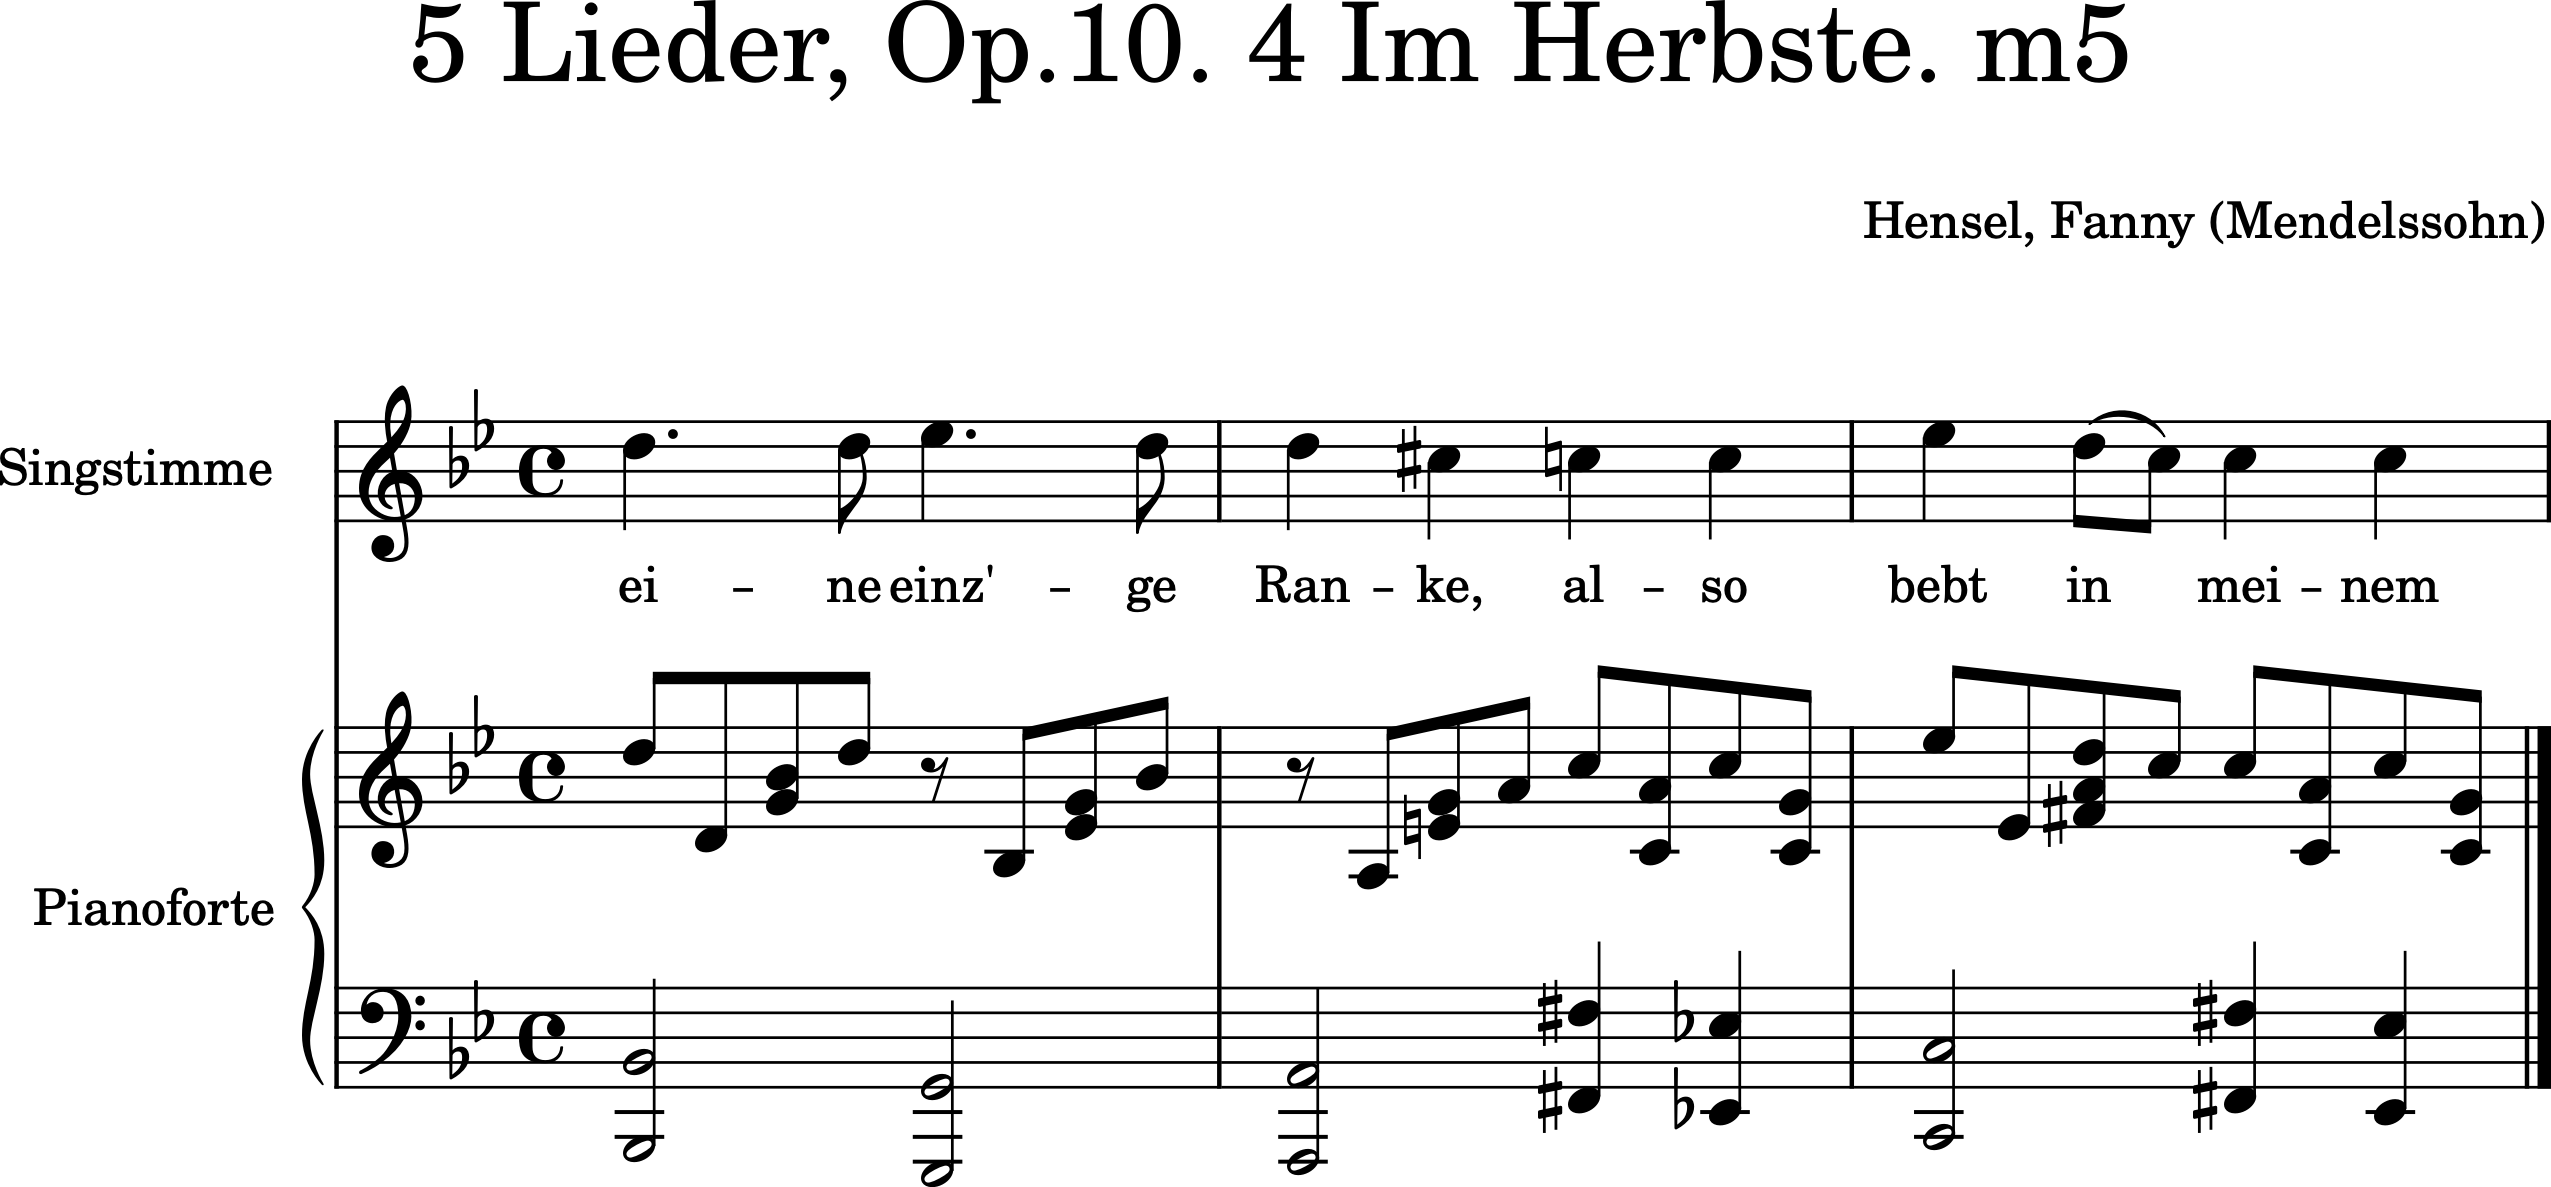 5 Lieder, Op.10. 4 Im Herbste. m5
Hensel, Fanny (Mendelssohn)
Singstimme
ei – ne einz' – ge Ran – ke, al – so bebt in mei – nem
Pianoforte